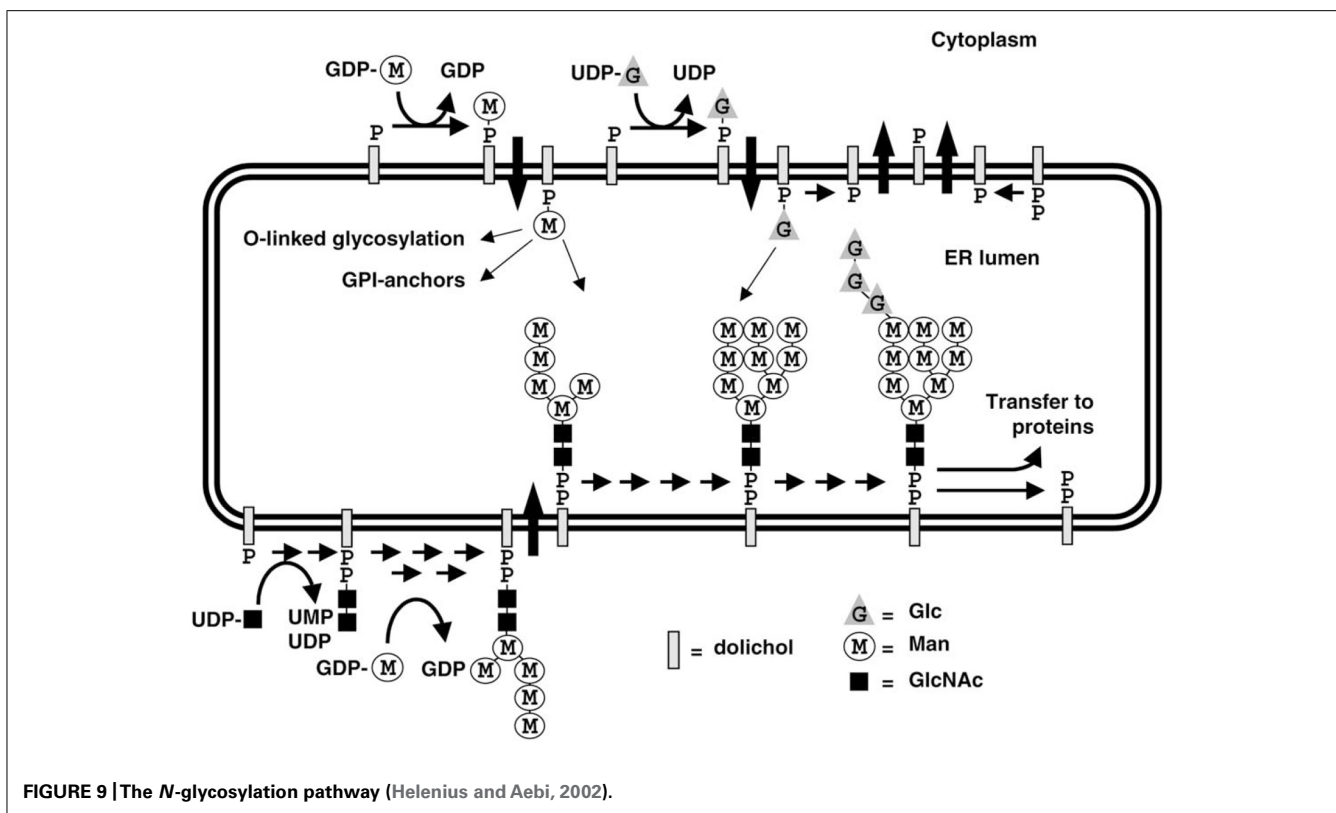 Cytoplasm
GDP-M GDP
UDP-G UDP
M
G
P P P P P
P P P P P
P
M G
O-linked glycosylation
GPI-anchors
ER lumen
G
G
G
M M M M M M M
M M M M M M M
M M M M M M
M M M
Transfer to
proteins
P P P P
P P P P
P P P
P P
UDP- UMP
UDP
GDP-M GDP M M
M
M
M
= dolichol
G = Glc
M = Man
= GlcNAc
FIGURE 9 | The N-glycosylation pathway (Helenius and Aebi, 2002).